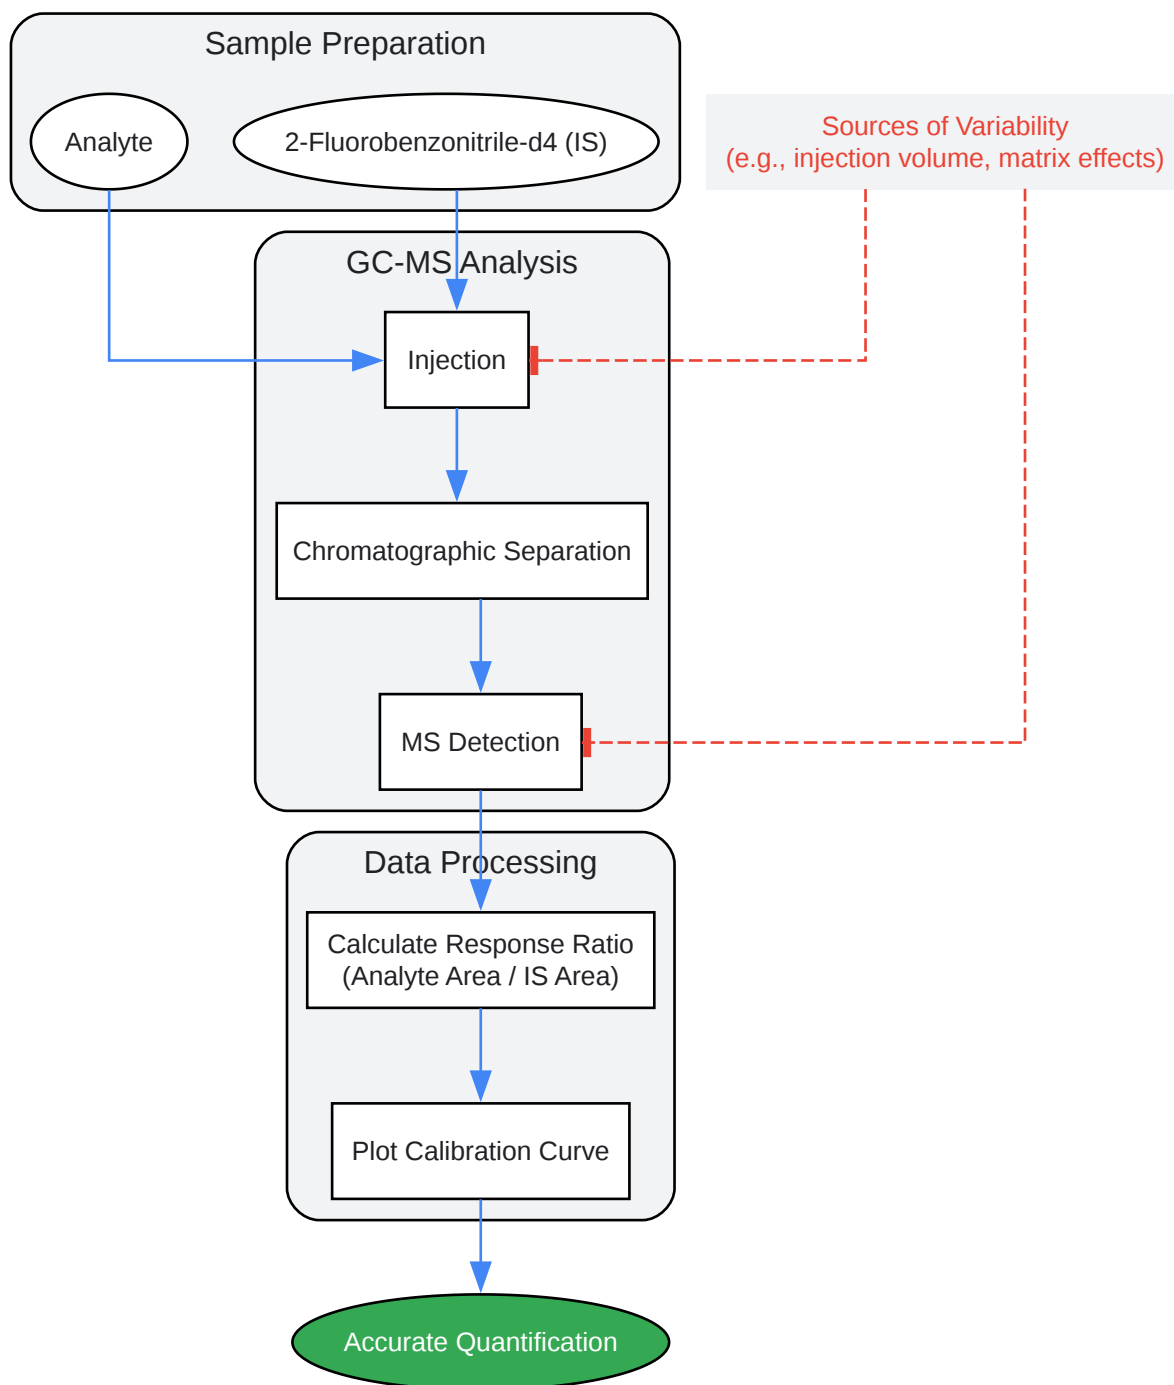 Sample Preparation
Analyte
2-Fluorobenzonitrile-d4 (IS)
Sources of Variability
(e.g., injection volume, matrix effects)
GC-MS Analysis
Injection
Chromatographic Separation
MS Detection
Data Processing
Calculate Response Ratio
(Analyte Area / IS Area)
Plot Calibration Curve
Accurate Quantification